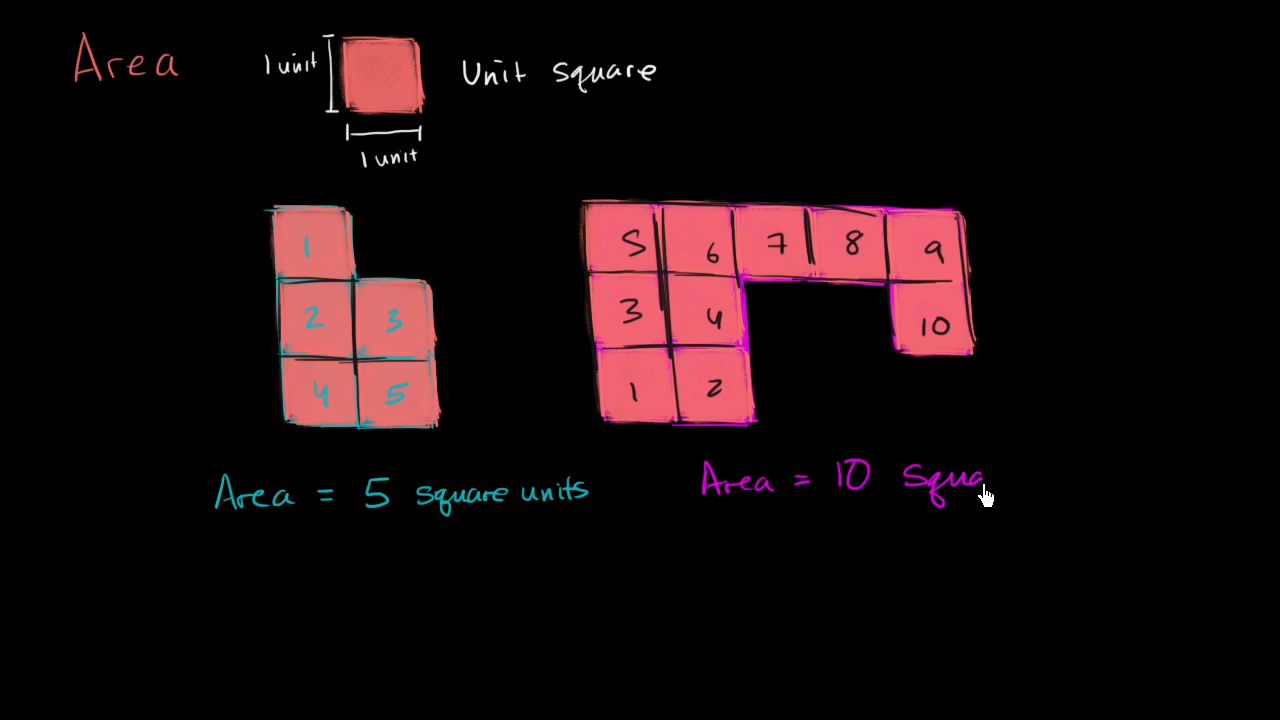 Area
1 unit
Unit square
1 unit
1
2 3
4 5
5 6 7 8 9
3 4 10
1 2
Area = 5 square units
Area = 10 squa